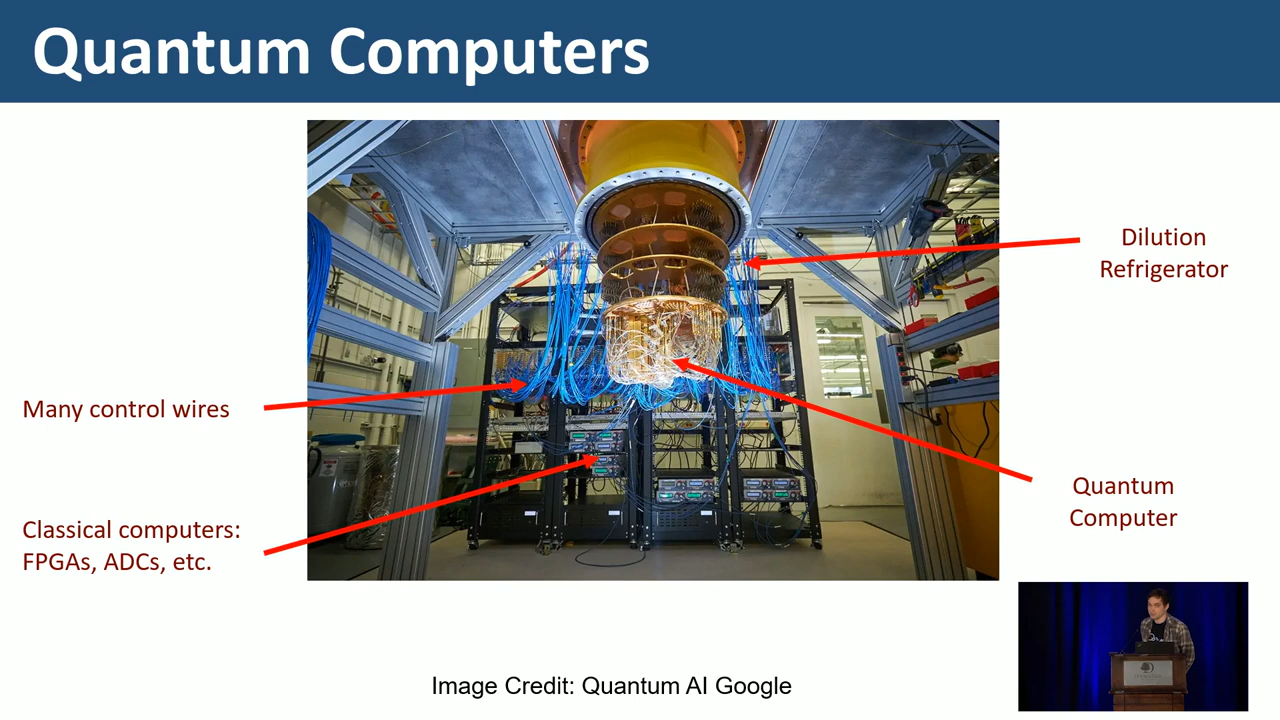 Quantum Computers
Dilution
Refrigerator
Many control wires
Quantum
Computer
Classical computers:
FPGAs, ADCs, etc.
Image Credit: Quantum AI Google